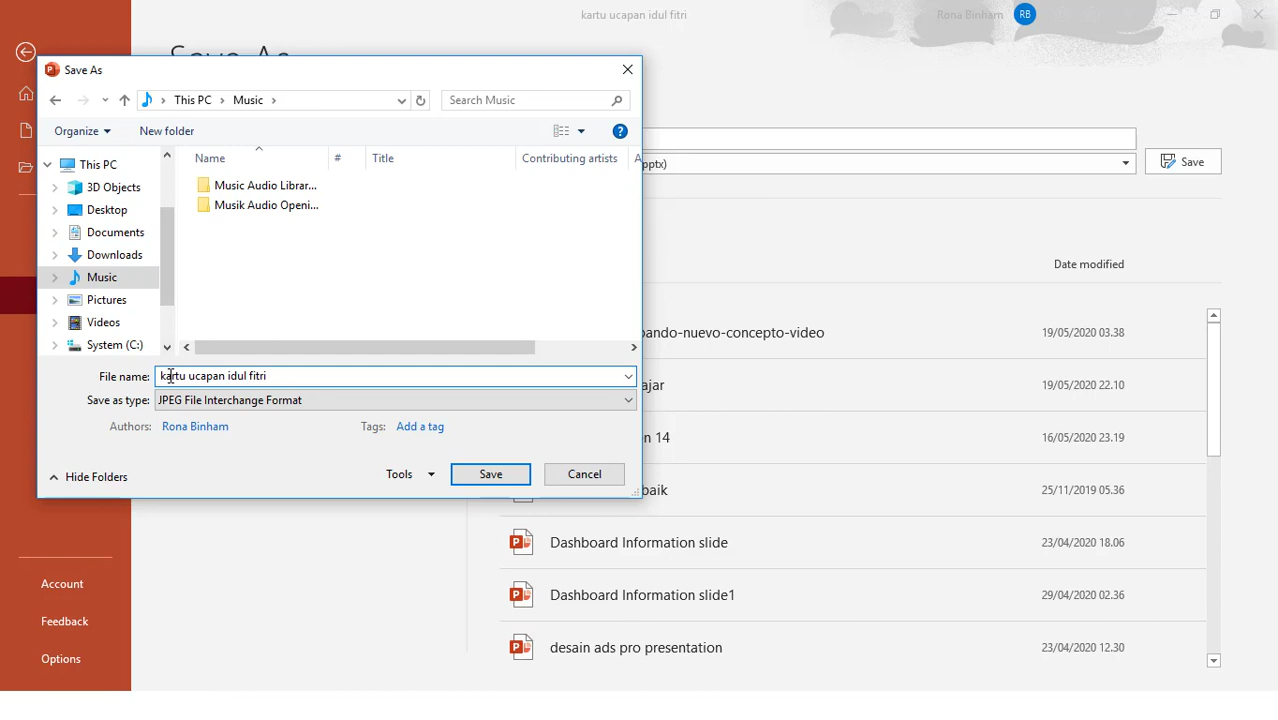 kartu ucapan idul fitri
Rona Binham
RB
Save As
Save As
This PC
Music
Search Music
Organize
New folder
?
Name
#
Title
Contributing artists
This PC
3D Objects
Desktop
Documents
Downloads
Music
Pictures
Videos
System (C:)
Music Audio Librar...
Musik Audio Openi...
File name:
kartu ucapan idul fitri
Save as type:
JPEG File Interchange Format
Authors:
Rona Binham
Tags:
Add a tag
Hide Folders
Tools
Save
Cancel
Save
Date modified
ando-nuevo-concepto-video
19/05/2020 03.38
ajar
19/05/2020 22.10
n 14
16/05/2020 23.19
baik
25/11/2019 05.36
Dashboard Information slide
23/04/2020 18.06
Dashboard Information slide1
29/04/2020 02.36
desain ads pro presentation
23/04/2020 12.30
Account
Feedback
Options